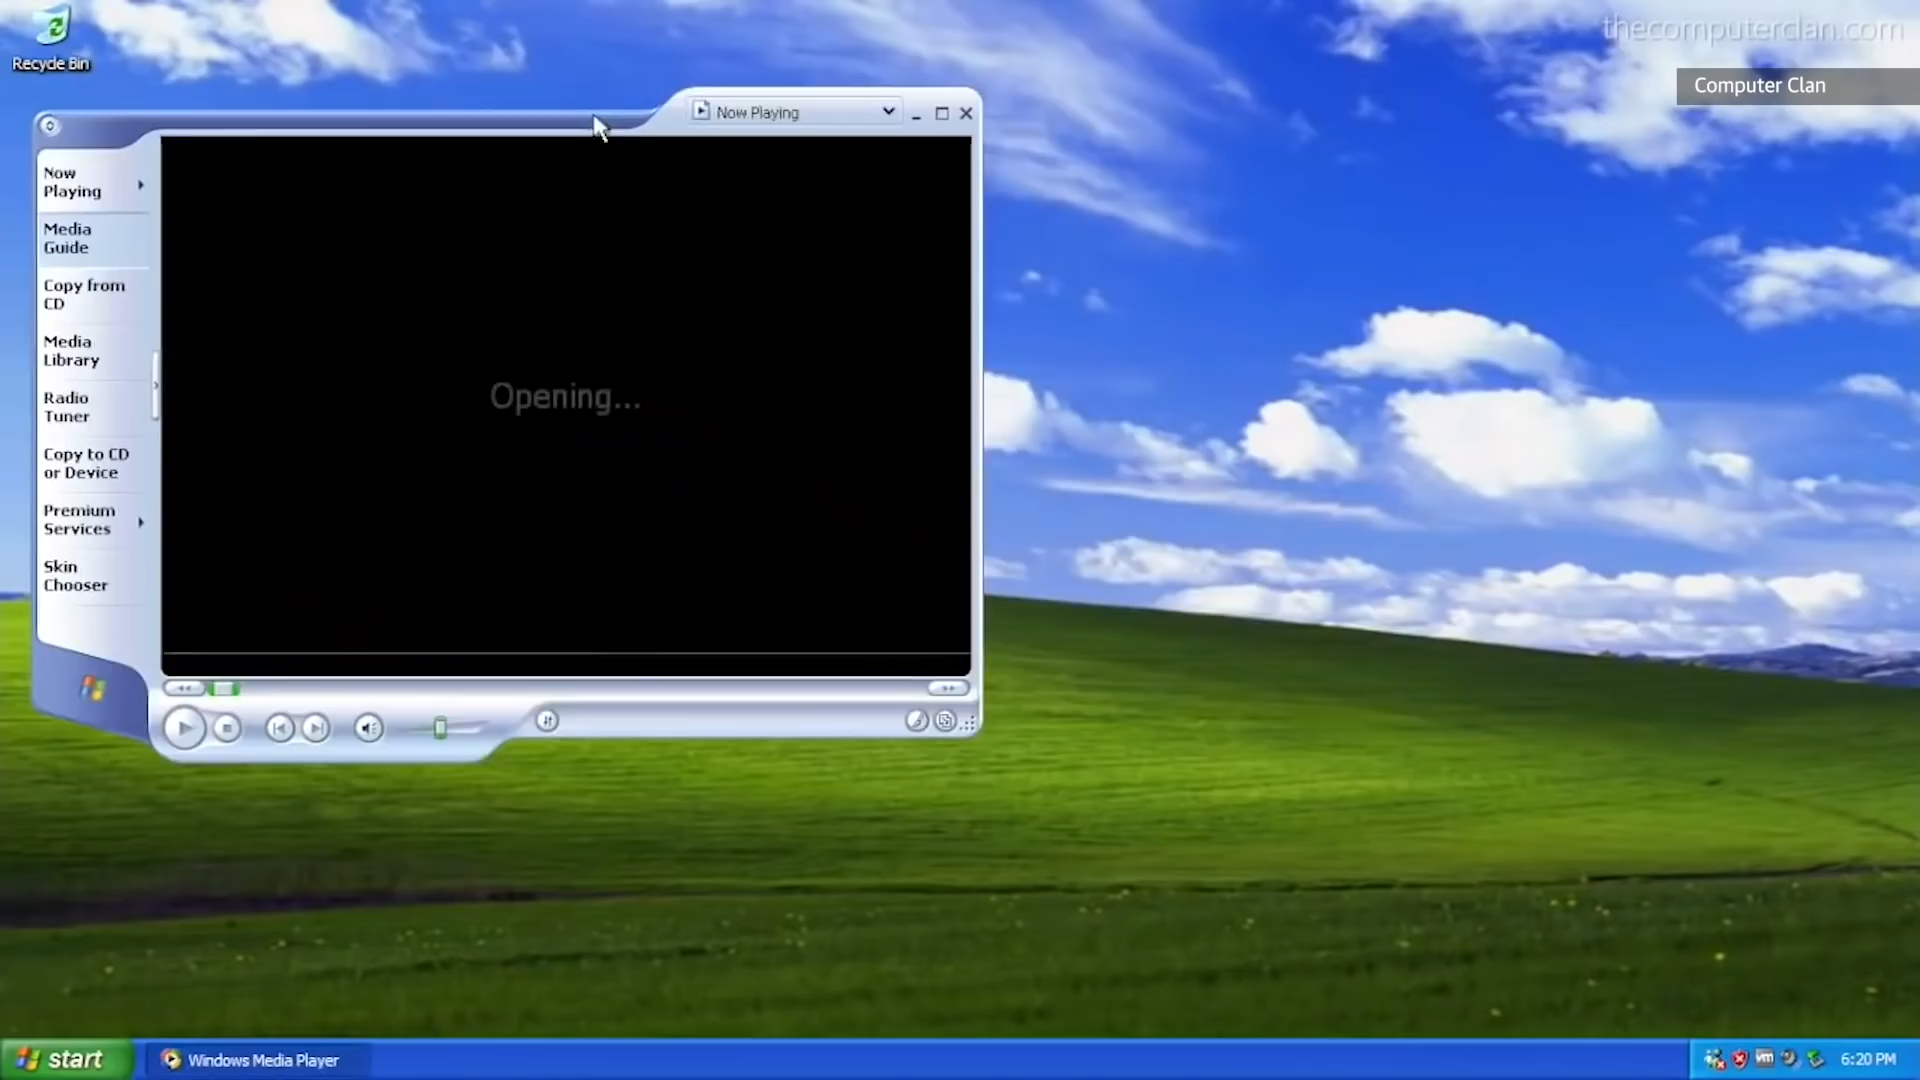 thecomputerclan.com
Recycle Bin
Computer Clan
Now Playing
Now
Playing
Media
Guide
Copy from
CD
Media
Library
Radio
Tuner
Copy to CD
or Device
Premium
Services
Skin
Chooser
Opening...
start
Windows Media Player
vm
6:20 PM